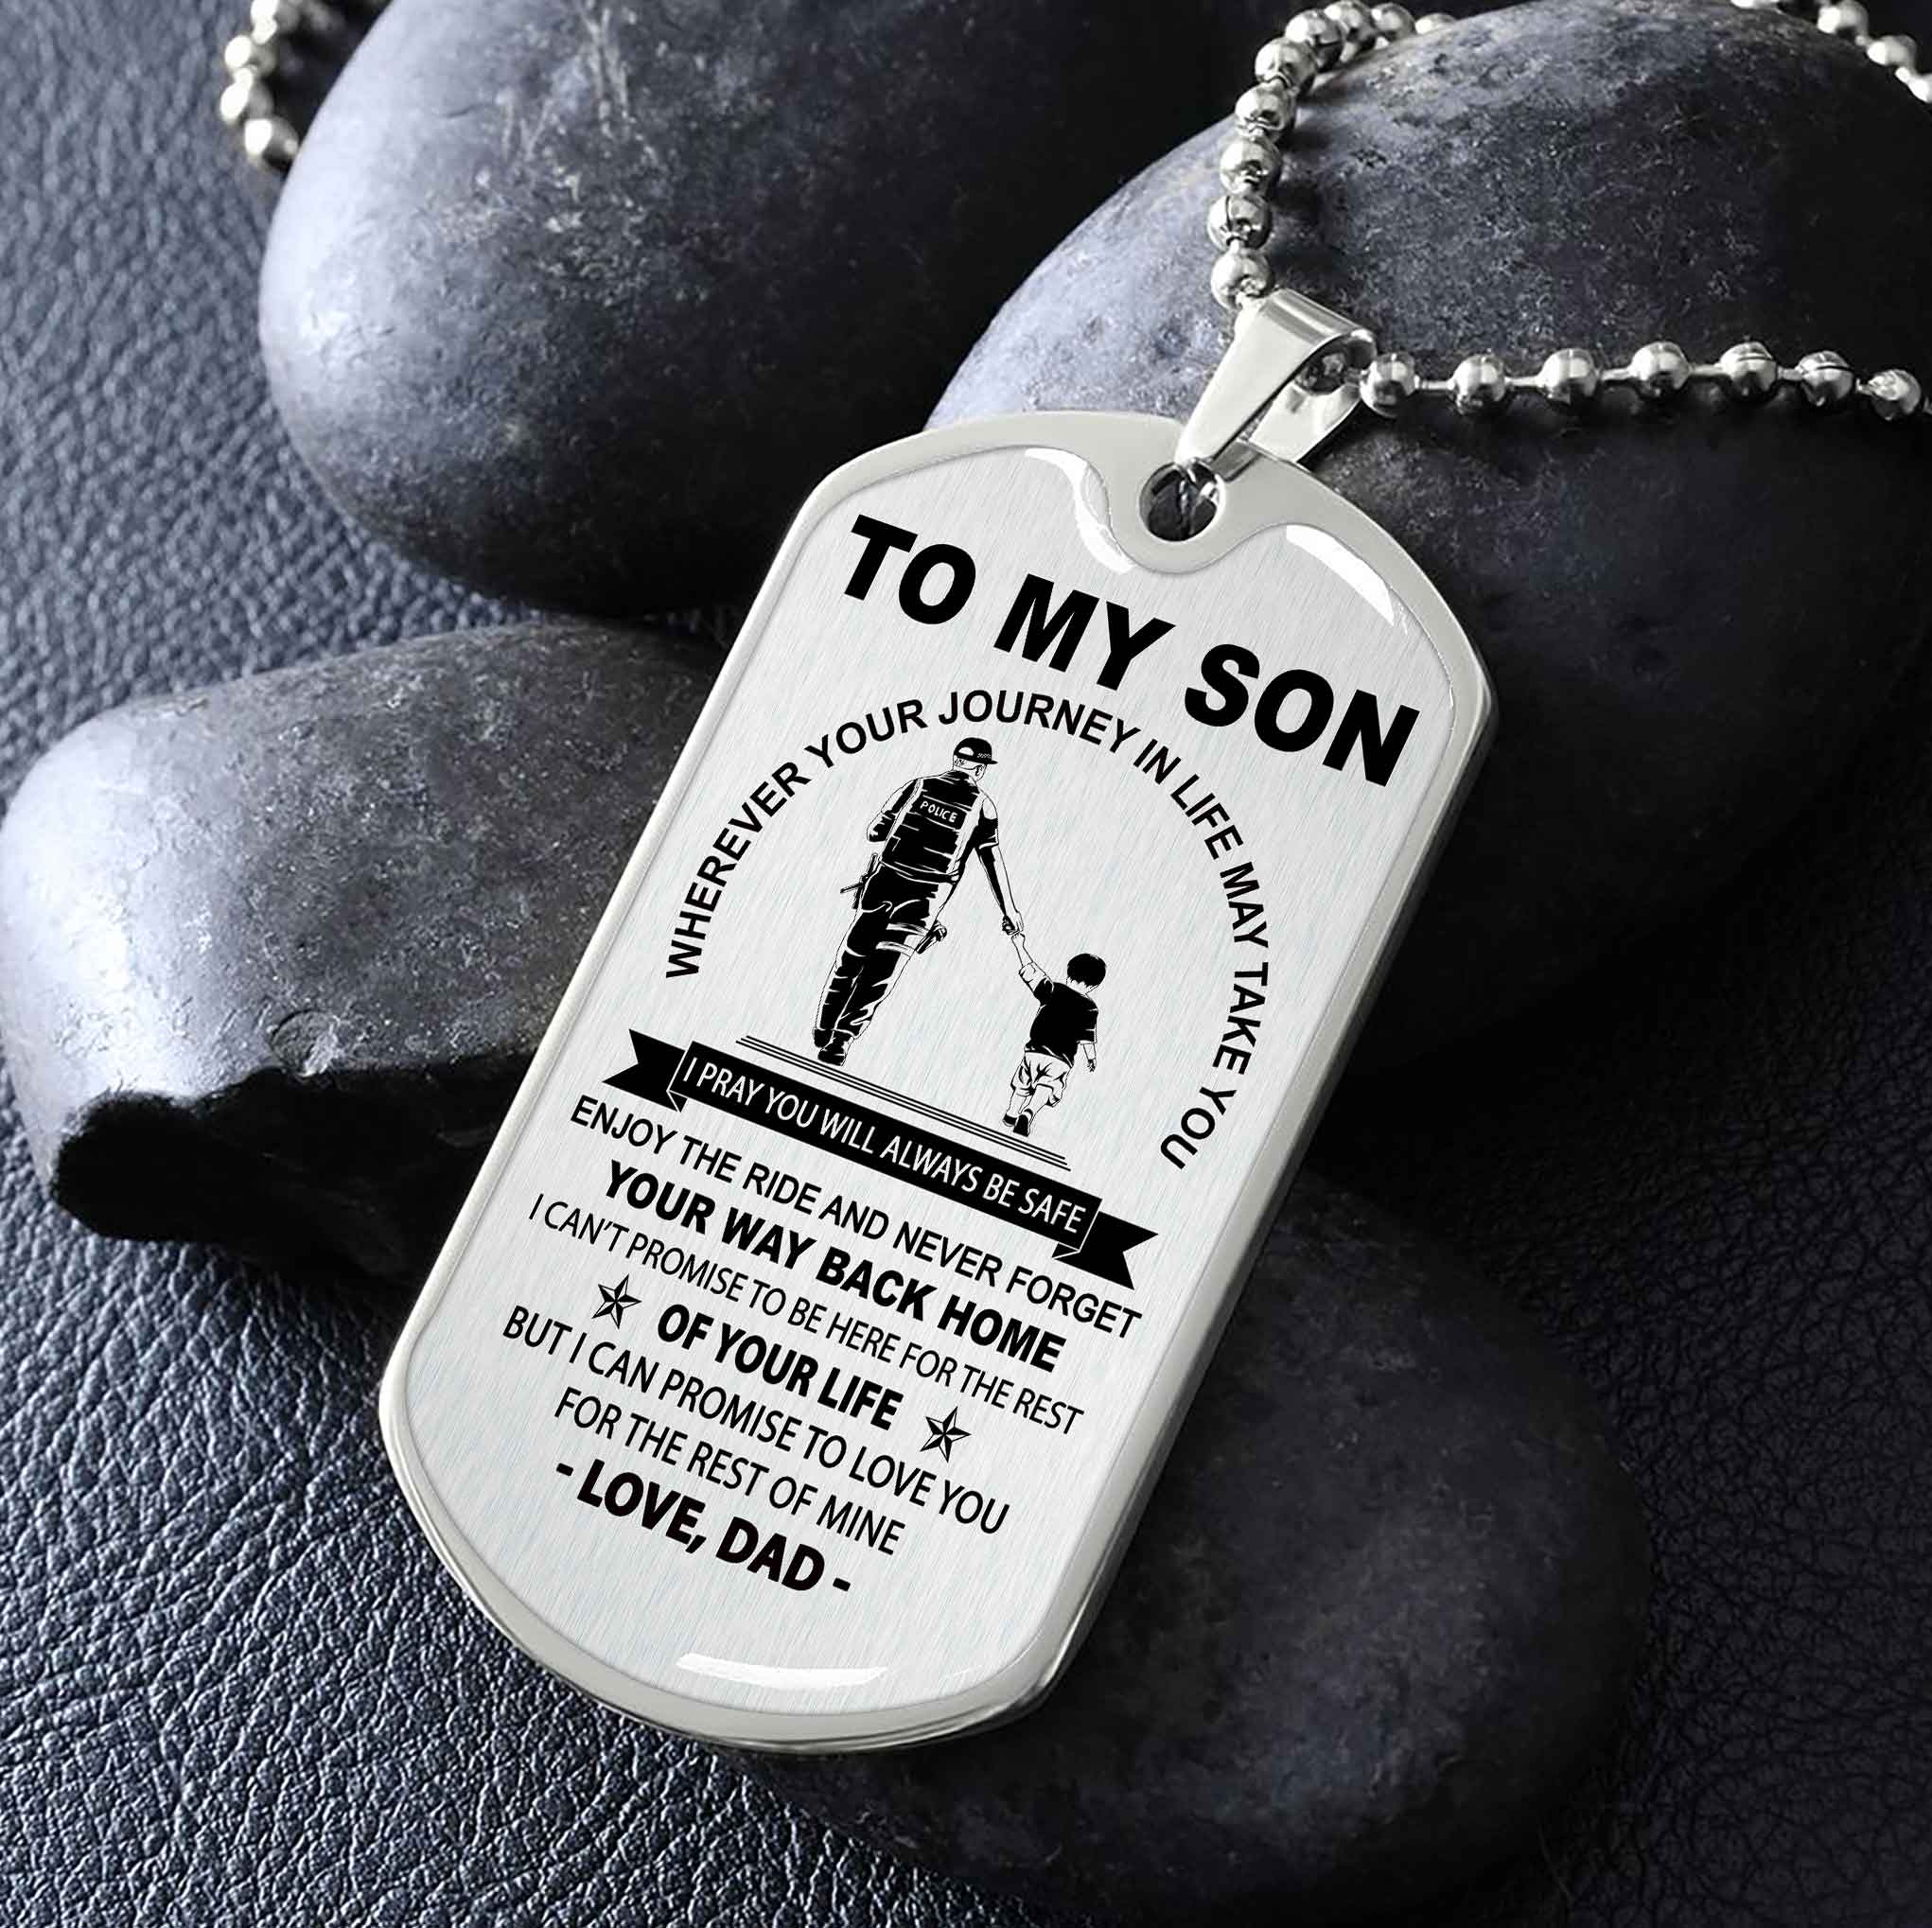 TO MY SON
WHEREVER YOUR JOURNEY IN LIFE MAY TAKE YOU
POLICE
I PRAY YOU WILL ALWAYS BE SAFE
ENJOY THE RIDE AND NEVER FORGET
YOUR WAY BACK HOME
I CAN'T PROMISE TO BE HERE FOR THE REST
OF YOUR LIFE
BUT I CAN PROMISE TO LOVE YOU
FOR THE REST OF MINE
- LOVE, DAD -